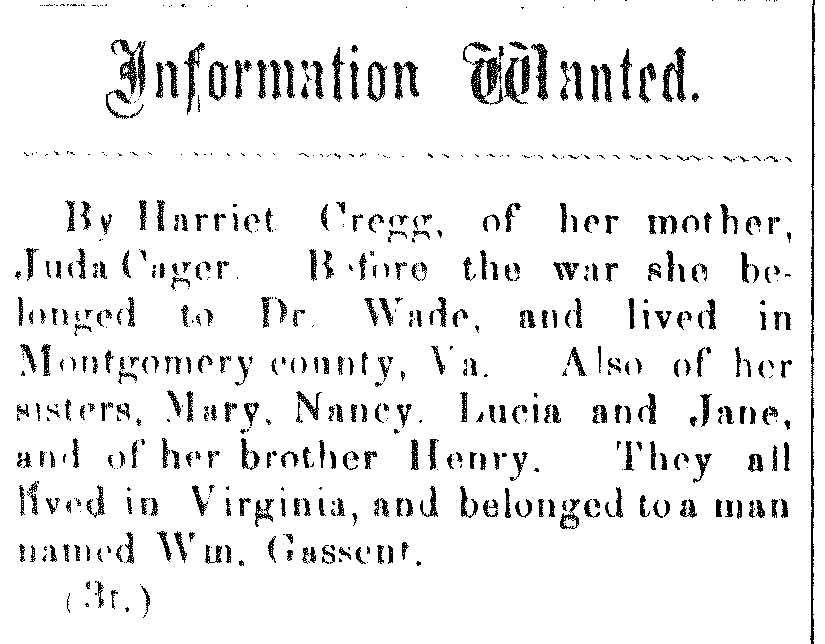 Information Wanted.
By Harriet Cregg, of her mother,
Juda Cager. Before the war she be-
longed to Dr. Wade, and lived in
Montgomery county, Va. Also of her
sisters, Mary, Nancy. Lucia and Jane,
and of her brother Henry. They all
lived in Virginia, and belonged to a man
named Wm. Gassent.
(3t.)